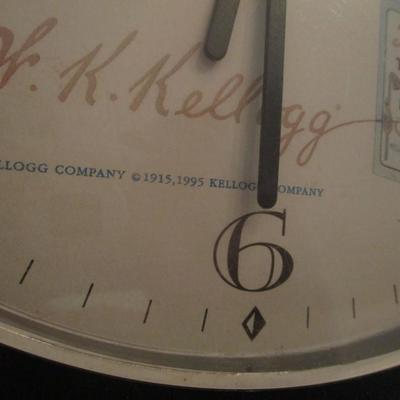 W. K. Kellogg
KELLOGG COMPANY © 1915, 1995 KELLOGG COMPANY
6